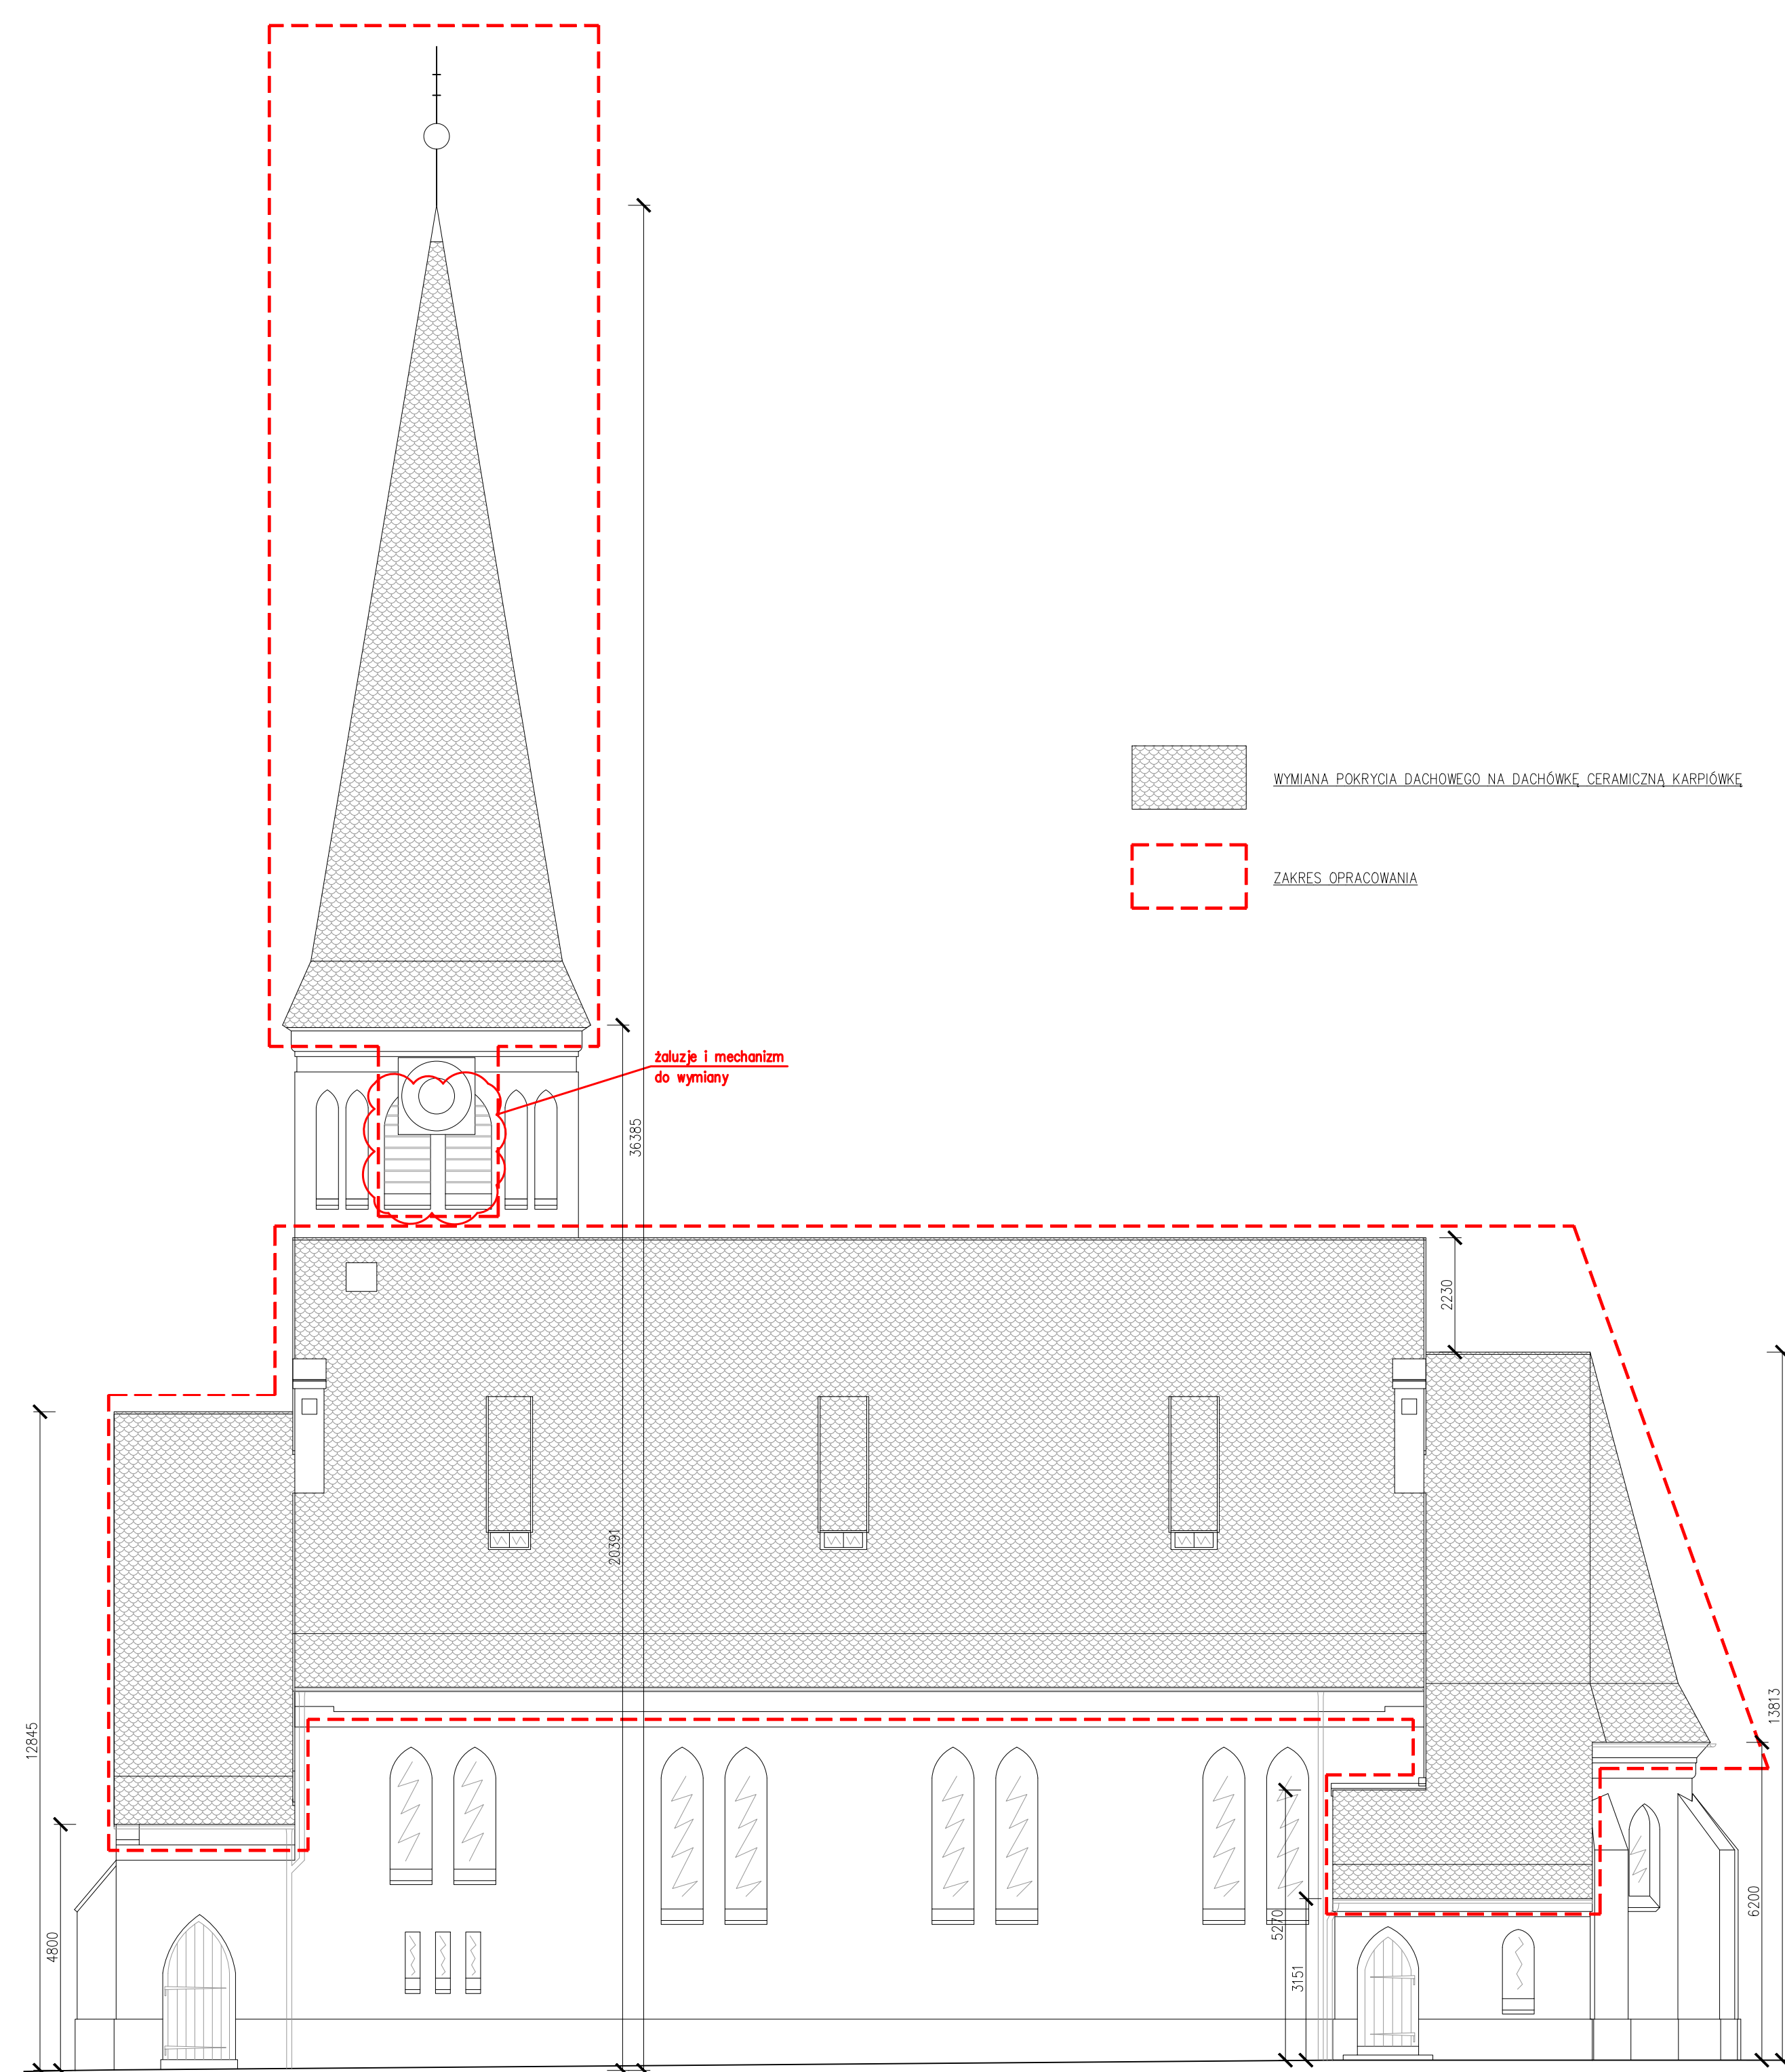 WYMIANA POKRYCIA DACHOWEGO NA DACHÓWKĘ CERAMICZNĄ KARPIÓWKĘ
ZAKRES OPRACOWANIA
żaluzje i mechanizm
do wymiany
36385
20391
2230
12845
4800
5270
3151
13813
6200